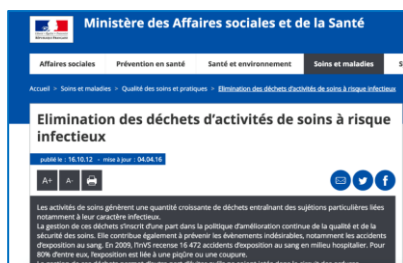 Ministère des Affaires sociales et de la Santé
Affaires sociales Prévention en santé Santé et environnement Soins et maladies S
Accueil > Soins et maladies > Qualité des soins et pratiques > Elimination des déchets d'activités de soins à risque infectieux
Elimination des déchets d'activités de soins à risque
infectieux
publié le : 16.10.12 - mise à jour : 04.04.16
A+ A-
Les activités de soins génèrent une quantité croissante de déchets entraînant des sujétions particulières liées
notamment à leur caractère infectieux.
La gestion de ces déchets s'inscrit dans une politique d'amélioration continue de la qualité et de la
sécurité des soins. Elle contribue également à prévenir les évènements indésirables, notamment les accidents
d'exposition au sang. En 2009, l'InVS recense 16 472 accidents d'exposition au sang en milieu hospitalier. Pour
80% d'entre eux, l'exposition est liée à une piqûre ou une coupure.